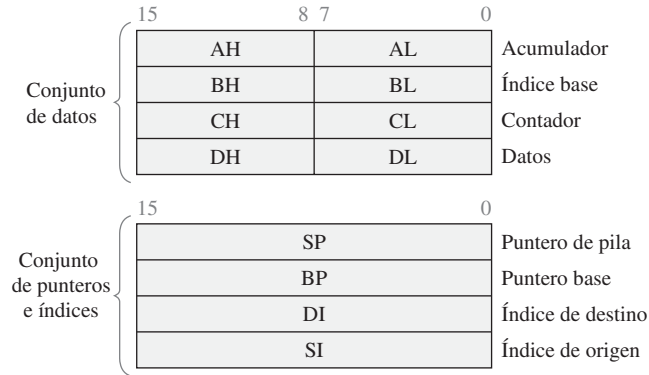 15 8 7 0
AH AL Acumulador
Conjunto
de datos
BH BL Índice base
CH CL Contador
DH DL Datos
15 0
SP Puntero de pila
Conjunto
de punteros
e índices
BP Puntero base
DI Índice de destino
SI Índice de origen